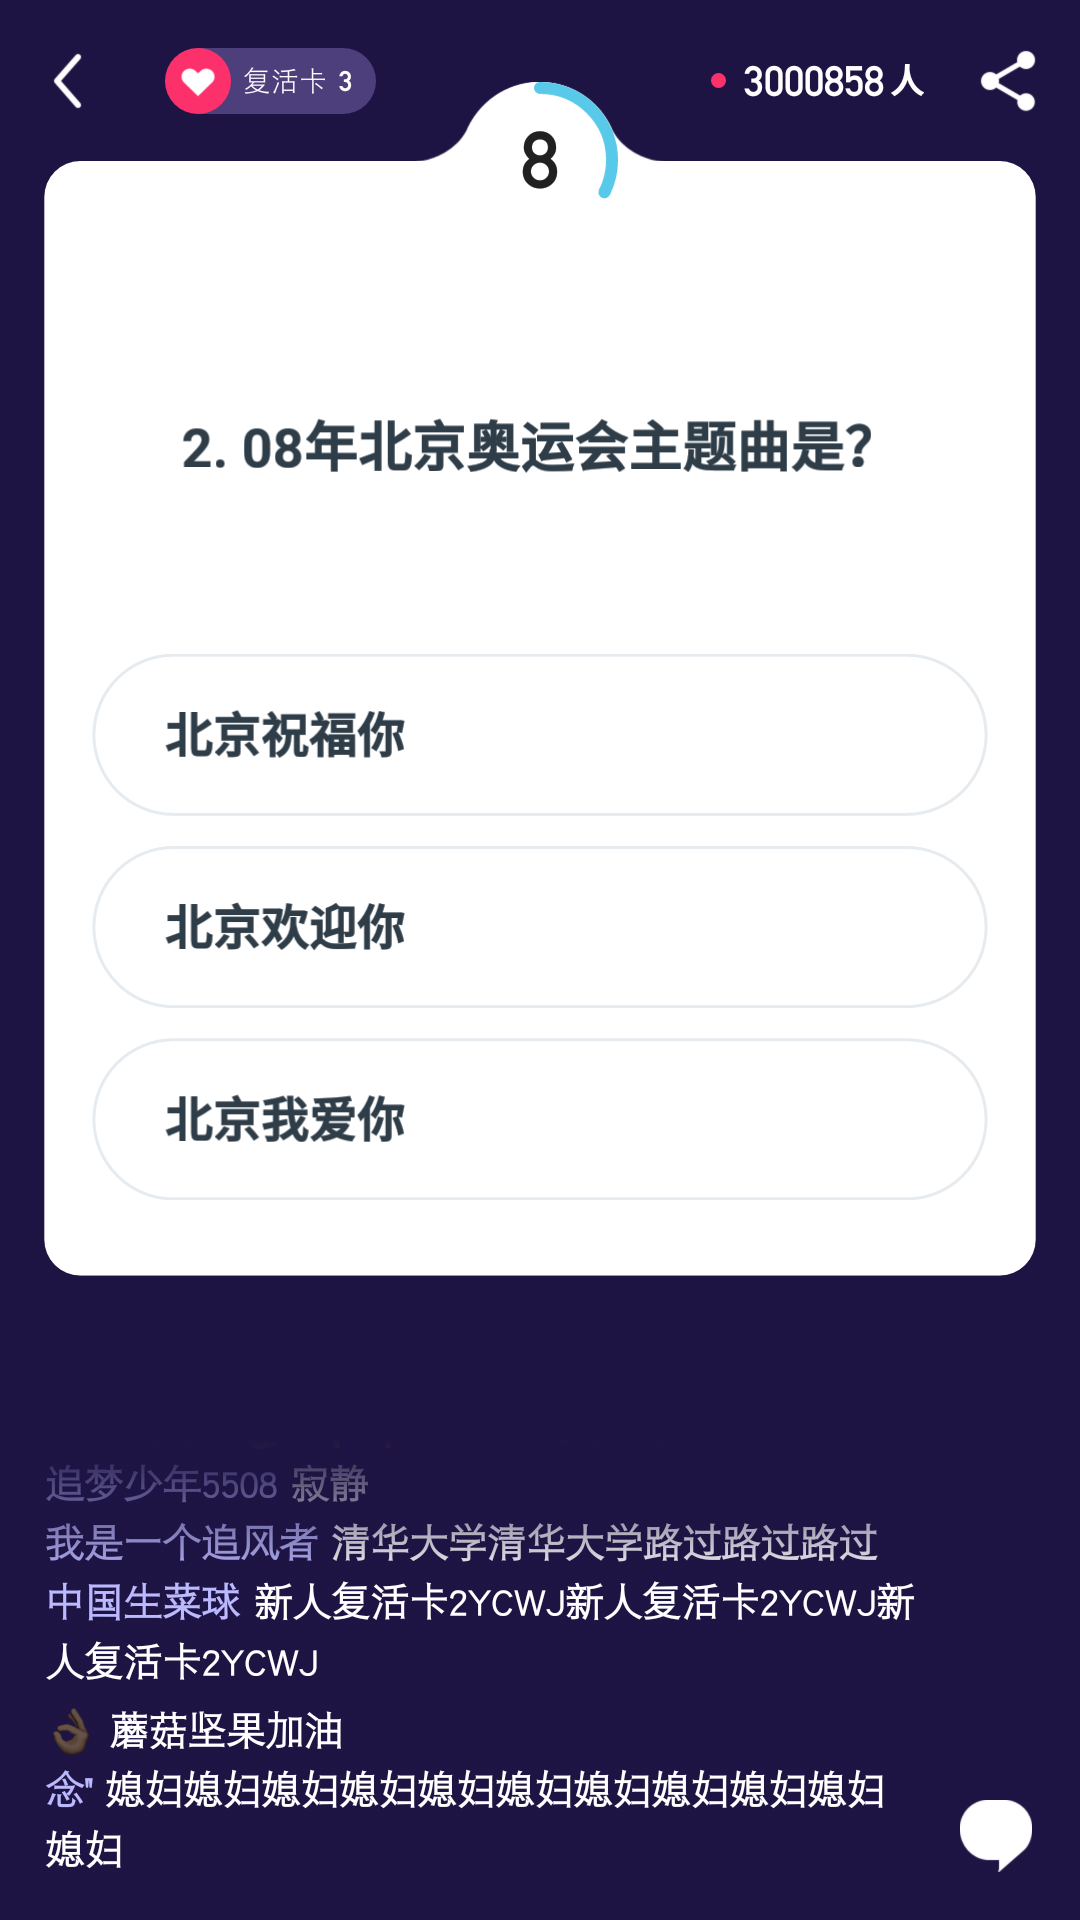 复活卡 3
3000858 人
8
2. 08年北京奥运会主题曲是?
北京祝福你
北京欢迎你
北京我爱你
追梦少年5508 寂静
我是一个追风者 清华大学清华大学路过路过路过
中国生菜球 新人复活卡2YCWJ新人复活卡2YCWJ新
人复活卡2YCWJ
👌🏿 蘑菇坚果加油
念" 媳妇媳妇媳妇媳妇媳妇媳妇媳妇媳妇媳妇媳妇
媳妇